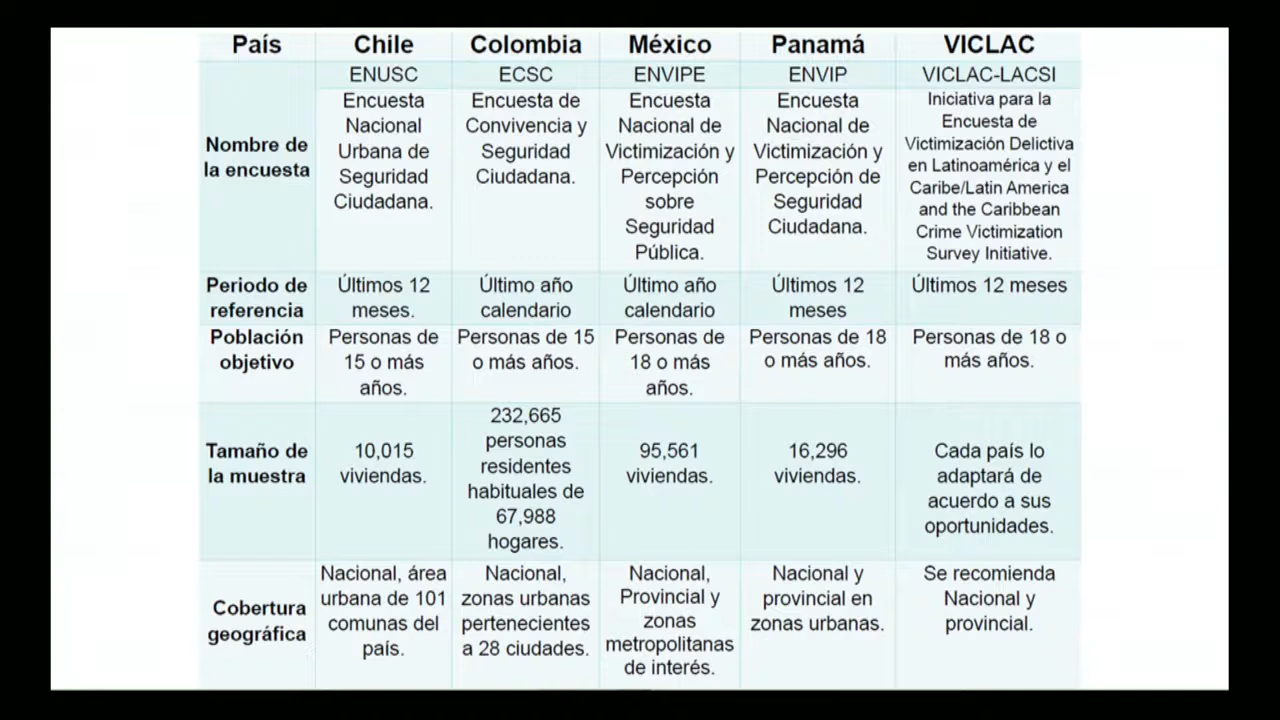 País
Chile
Colombia
México
Panamá
VICLAC
Nombre de
la encuesta
ENUSC
ECSC
ENVIPE
ENVIP
VICLAC-LACSI
Encuesta
Nacional
Urbana de
Seguridad
Ciudadana.
Encuesta de
Convivencia y
Seguridad
Ciudadana.
Encuesta
Nacional de
Victimización y
Percepción
sobre
Seguridad
Pública.
Encuesta
Nacional de
Victimización y
Percepción de
Seguridad
Ciudadana.
Iniciativa para la
Encuesta de
Victimización Delictiva
en Latinoamérica y el
Caribe/Latin America
and the Caribbean
Crime Victimization
Survey Initiative.
Periodo de
referencia
Últimos 12
meses.
Último año
calendario
Último año
calendario
Últimos 12
meses
Últimos 12 meses
Población
objetivo
Personas de
15 o más
años.
Personas de 15
o más años.
Personas de
18 o más
años.
Personas de 18
o más años.
Personas de 18 o
más años.
Tamaño de
la muestra
10,015
viviendas.
232,665
personas
residentes
habituales de
67,988
hogares.
95,561
viviendas.
16,296
viviendas.
Cada país lo
adaptará de
acuerdo a sus
oportunidades.
Cobertura
geográfica
Nacional, área
urbana de 101
comunas del
país.
Nacional,
zonas urbanas
pertenecientes
a 28 ciudades.
Nacional,
Provincial y
zonas
metropolitanas
de interés.
Nacional y
provincial en
zonas urbanas.
Se recomienda
Nacional y
provincial.